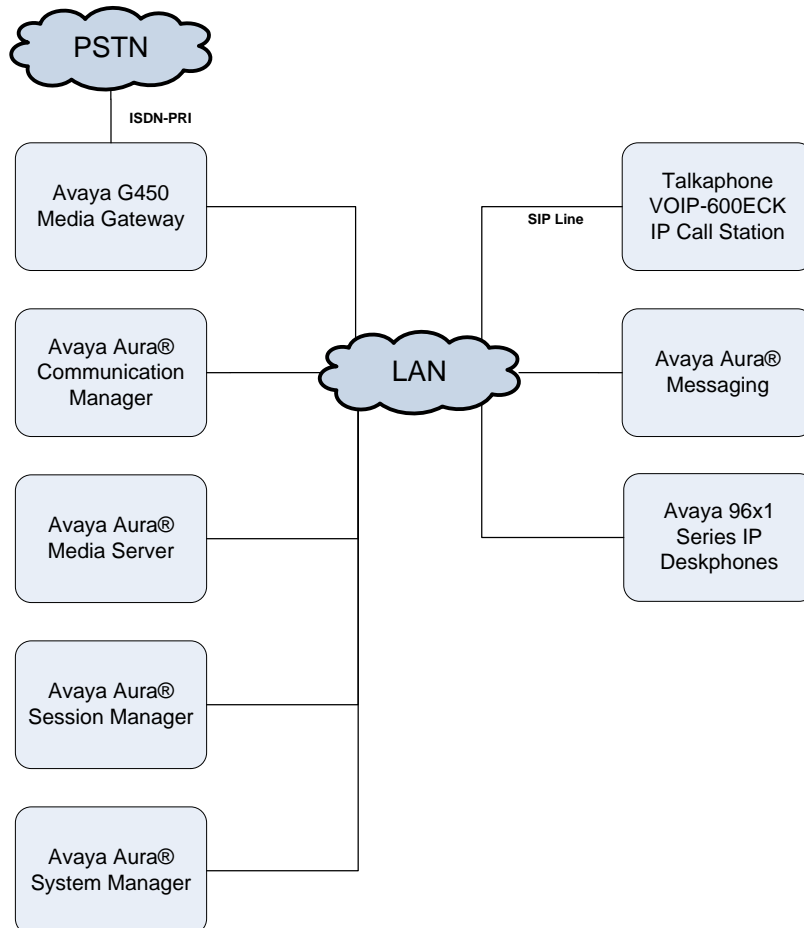 PSTN
ISDN-PRI
Avaya G450
Media Gateway
Talkaphone
VOIP-600ECK
IP Call Station
SIP Line
Avaya Aura®
Communication
Manager
LAN
Avaya Aura®
Messaging
Avaya Aura®
Media Server
Avaya 96x1
Series IP
Deskphones
Avaya Aura®
Session Manager
Avaya Aura®
System Manager